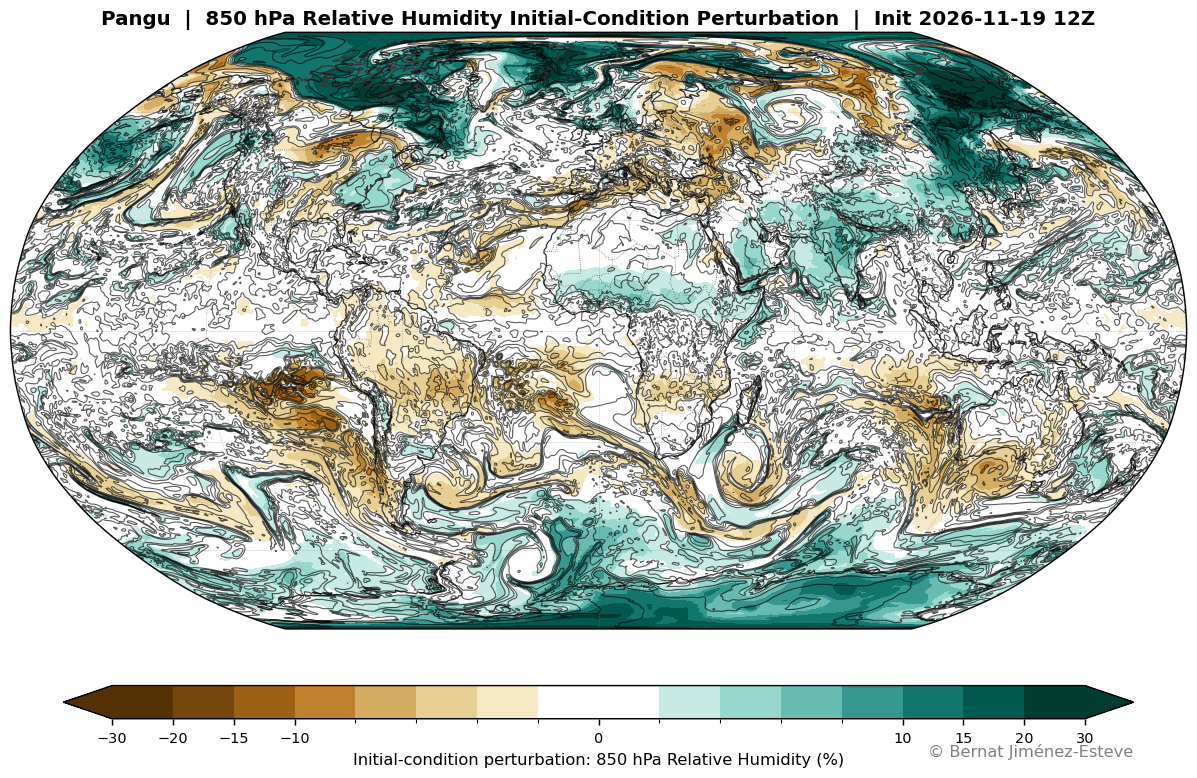 Pangu | 850 hPa Relative Humidity Initial-Condition Perturbation | Init 2026-11-19 12Z
−30 −20 −15 −10 0 10 15 20 30
Initial-condition perturbation: 850 hPa Relative Humidity (%)
© Bernat Jiménez-Esteve